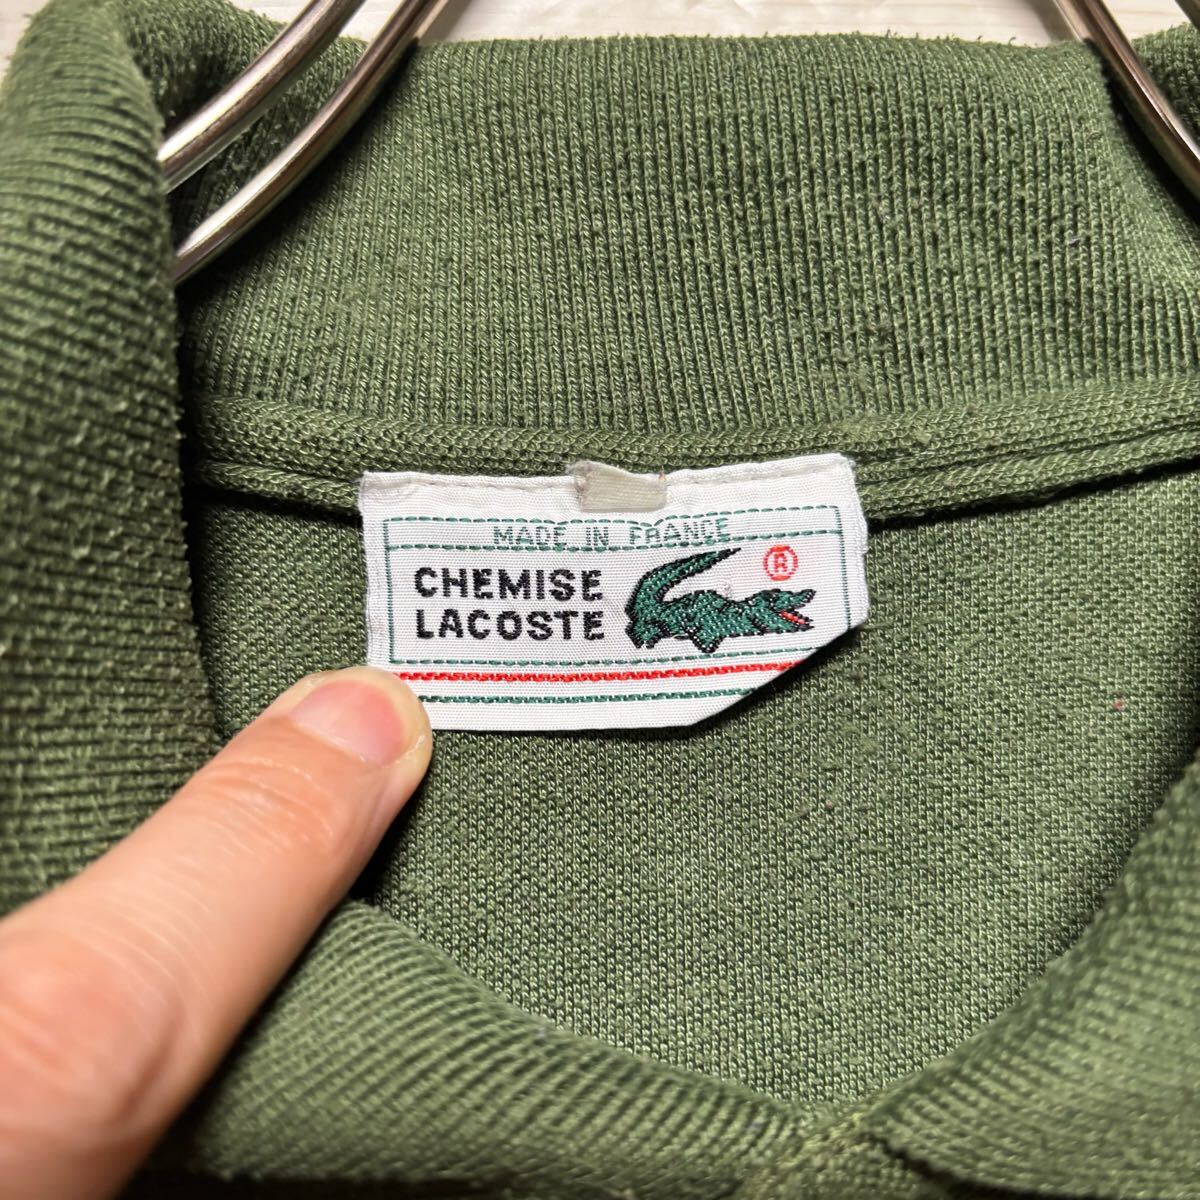 MADE IN FRANCE
CHEMISE
LACOSTE
®